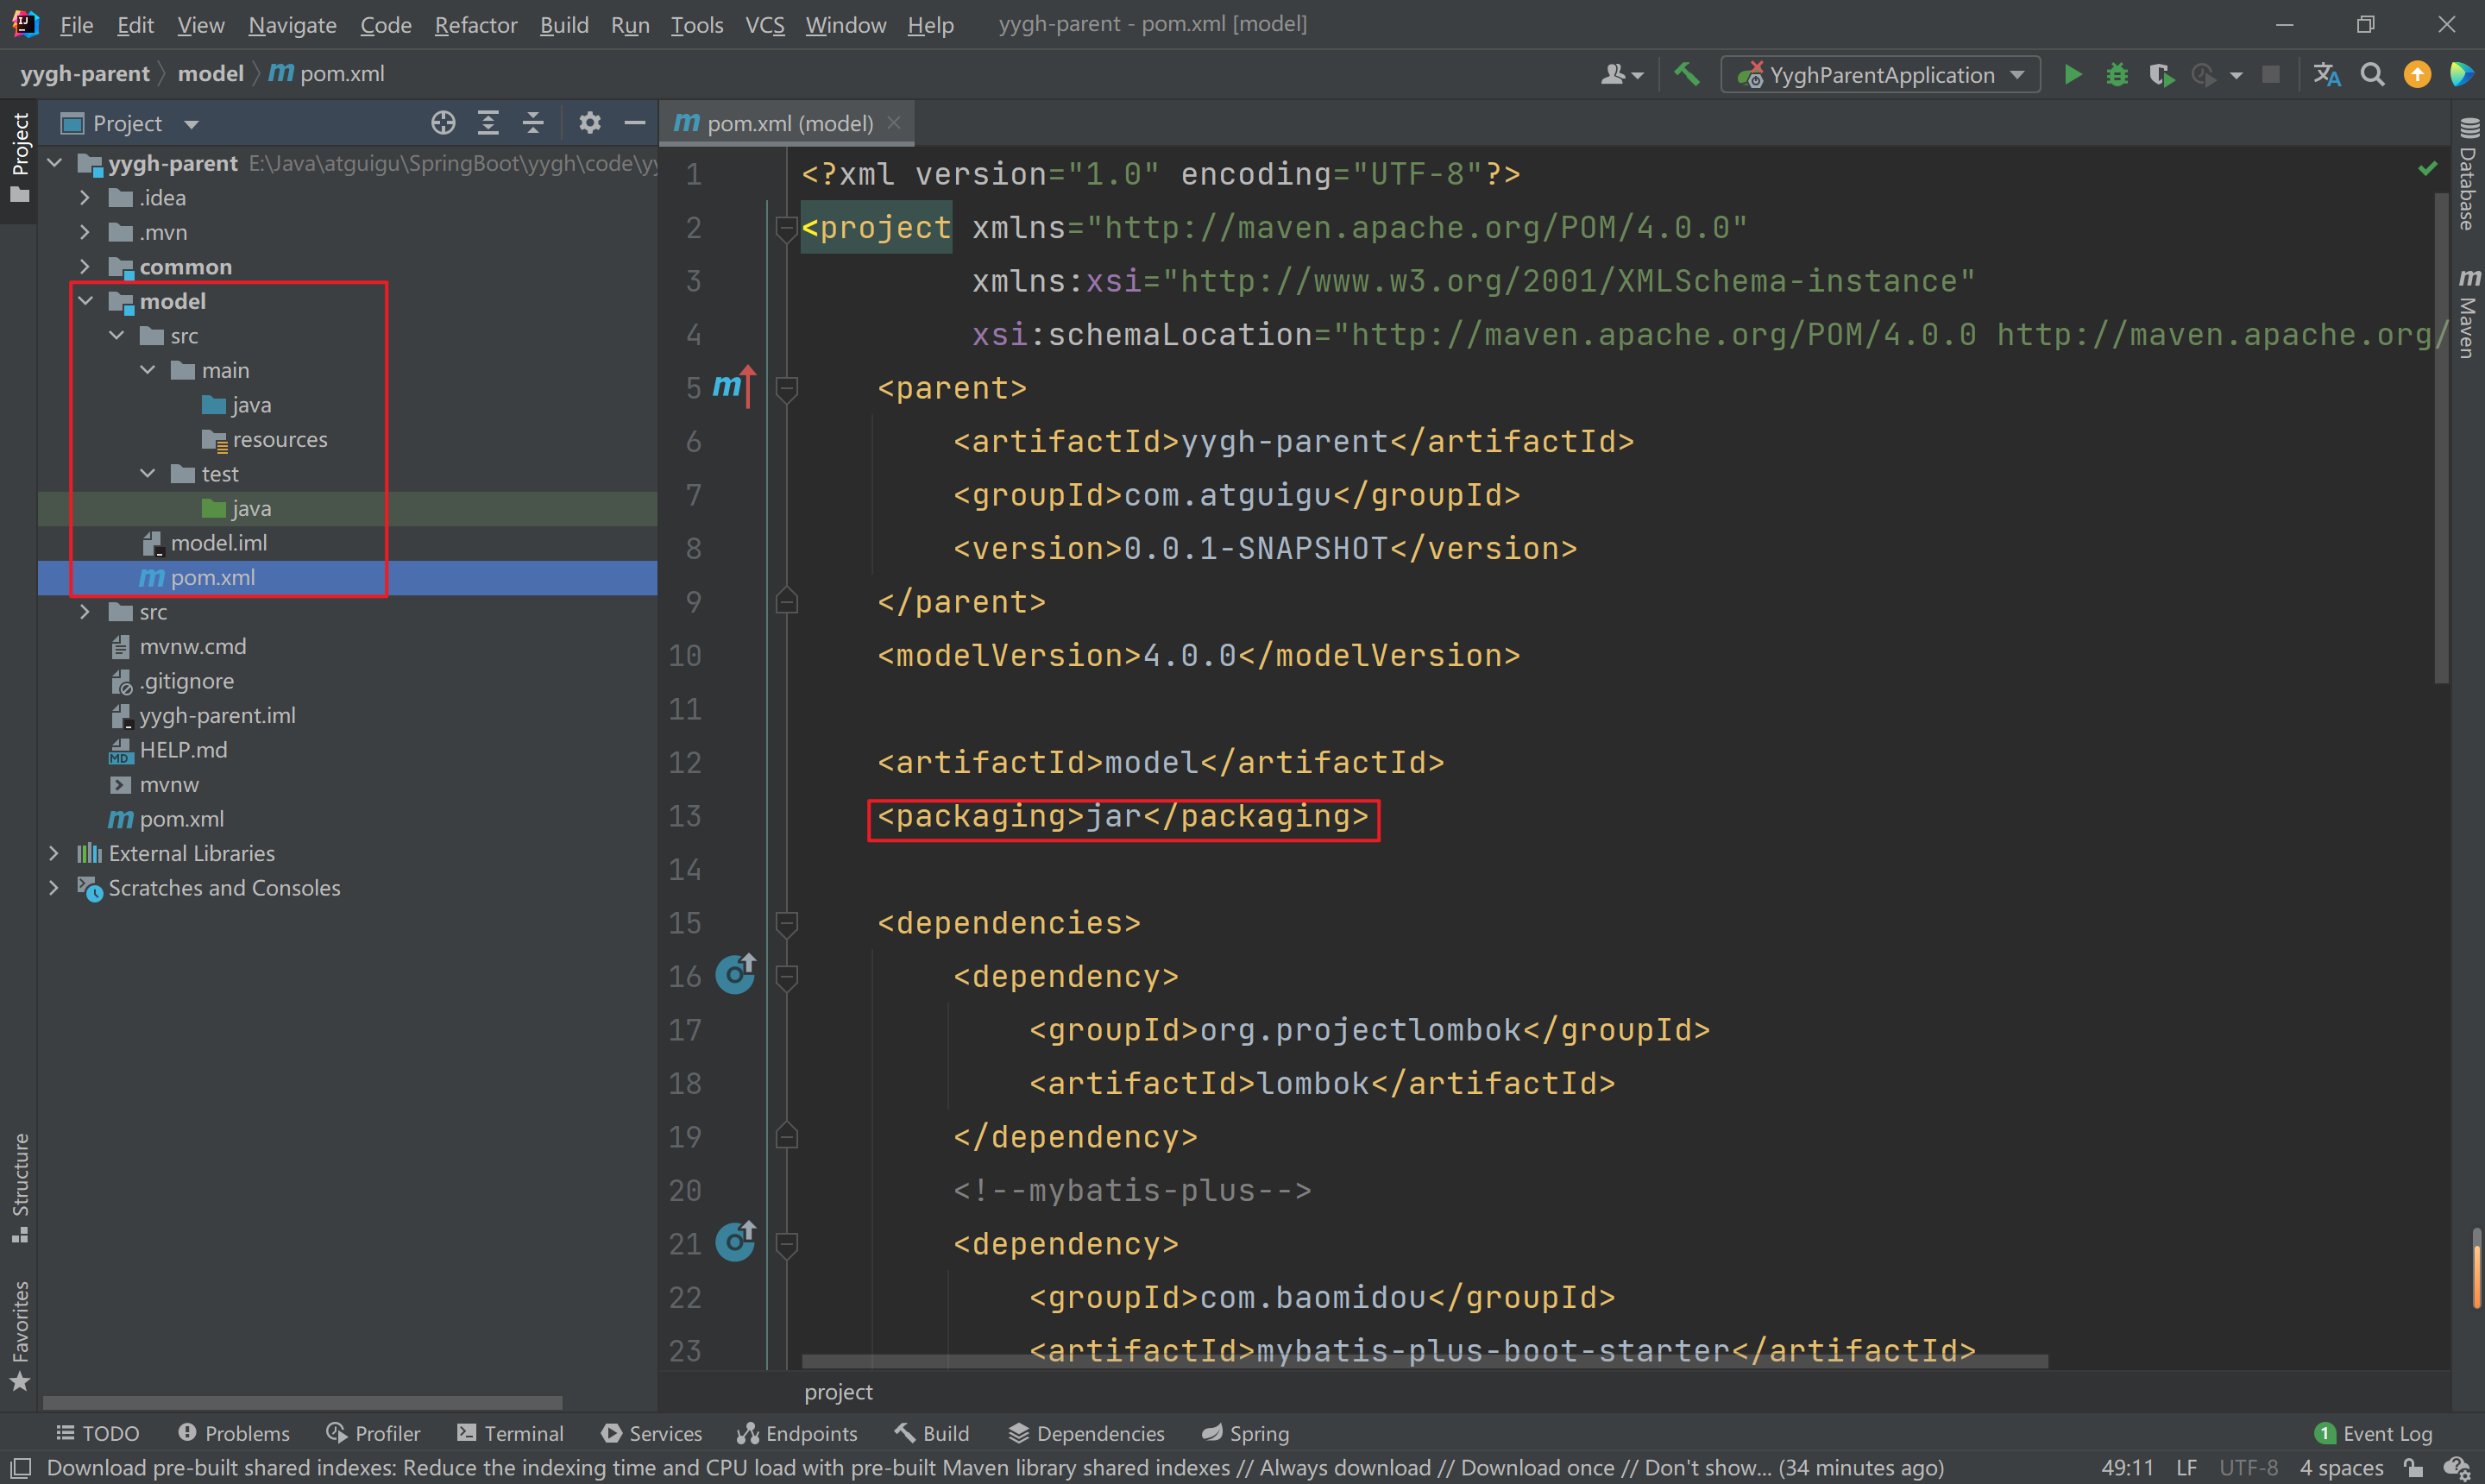 File Edit View Navigate Code Refactor Build Run Tools VCS Window Help yygh-parent - pom.xml [model]
yygh-parent model pom.xml YyghParentApplication
Project
Project
pom.xml (model)
yygh-parent E:\Java\atguigu\SpringBoot\yygh\code\yy
.idea
.mvn
common
model
src
main
java
resources
test
java
model.iml
pom.xml
src
mvnw.cmd
.gitignore
yygh-parent.iml
HELP.md
mvnw
pom.xml
External Libraries
Scratches and Consoles
1 <?xml version="1.0" encoding="UTF-8"?>
2 <project xmlns="http://maven.apache.org/POM/4.0.0"
3 xmlns:xsi="http://www.w3.org/2001/XMLSchema-instance"
4 xsi:schemaLocation="http://maven.apache.org/POM/4.0.0 http://maven.apache.org/
5 <parent>
6 <artifactId>yygh-parent</artifactId>
7 <groupId>com.atguigu</groupId>
8 <version>0.0.1-SNAPSHOT</version>
9 </parent>
10 <modelVersion>4.0.0</modelVersion>
11
12 <artifactId>model</artifactId>
13 <packaging>jar</packaging>
14
15 <dependencies>
16 <dependency>
17 <groupId>org.projectlombok</groupId>
18 <artifactId>lombok</artifactId>
19 </dependency>
20 <!--mybatis-plus-->
21 <dependency>
22 <groupId>com.baomidou</groupId>
23 <artifactId>mybatis-plus-boot-starter</artifactId>
project
Database
Maven
Structure
Favorites
TODO Problems Profiler Terminal Services Endpoints Build Dependencies Spring 1 Event Log
Download pre-built shared indexes: Reduce the indexing time and CPU load with pre-built Maven library shared indexes // Always download // Download once // Don't show... (34 minutes ago) 49:11 LF UTF-8 4 spaces